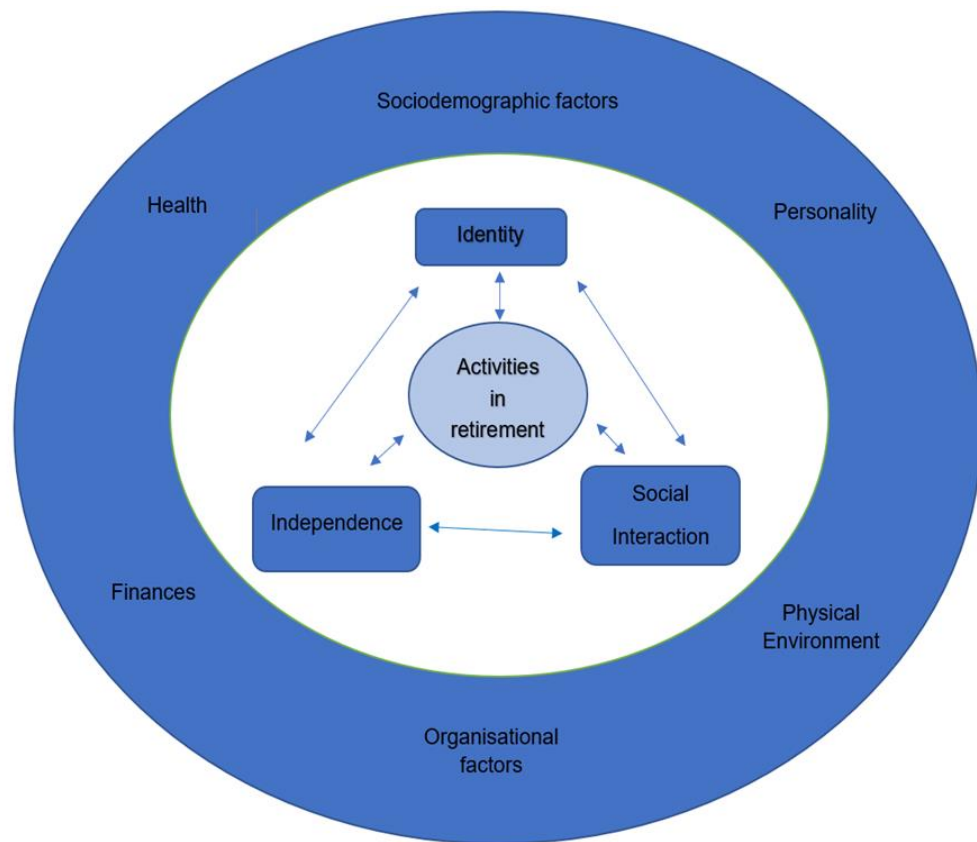 Sociodemographic factors
Health
Personality
Identity
Activities
in
retirement
Independence
Social
Interaction
Finances
Physical
Environment
Organisational
factors